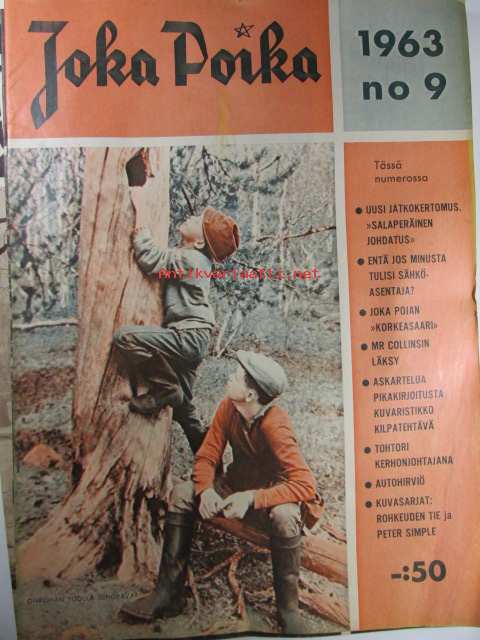 Joka Poika
1963
no 9
Tässä
numerossa
● UUSI JATKOKERTOMUS.
»SALAPERÄINEN
JOHDATUS»
● ENTÄ JOS MINUSTA
TULISI SÄHKÖ-
ASENTAJA?
● JOKA POJAN
»KORKEASAARI»
● MR COLLINSIN
LÄKSY
● ASKARTELUA
PIKAKIRJOITUSTA
KUVARISTIKKO
KILPATEHTÄVÄ
● TOHTORI
KERHONJOHTAJANA
● AUTOHIRVIÖ
● KUVASARJAT:
ROHKEUDEN TIE ja
PETER SIMPLE
-:50
antikvariaatti.net